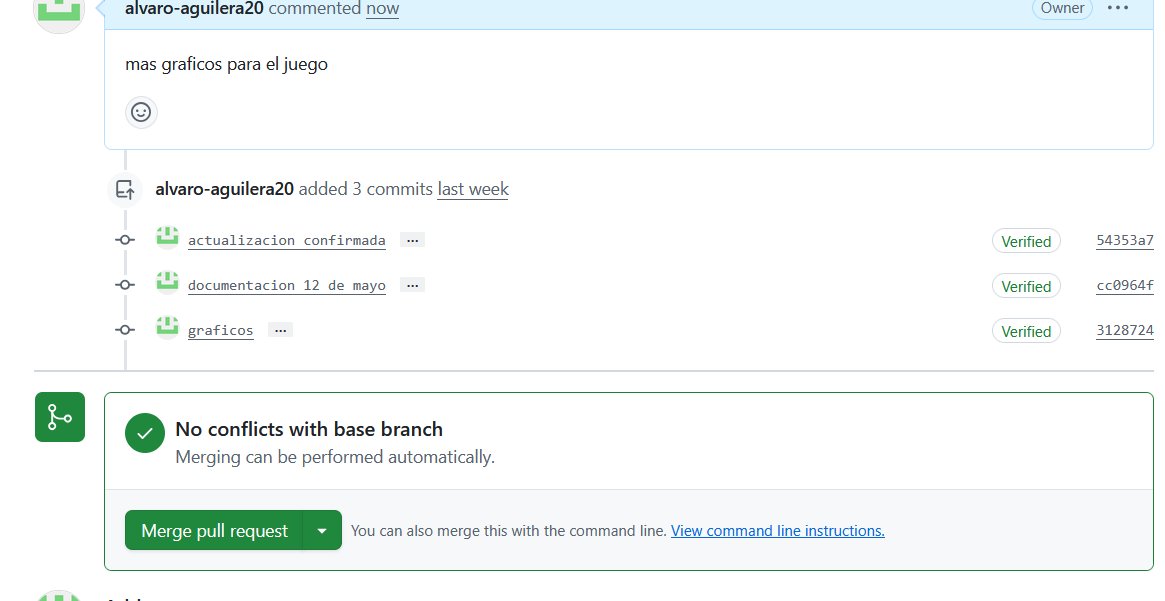 alvaro-aguilera20 commented now Owner
mas graficos para el juego
alvaro-aguilera20 added 3 commits last week
actualizacion confirmada ... Verified 54353a7
documentacion 12 de mayo ... Verified cc0964f
graficos ... Verified 3128724
No conflicts with base branch
Merging can be performed automatically.
Merge pull request You can also merge this with the command line. View command line instructions.